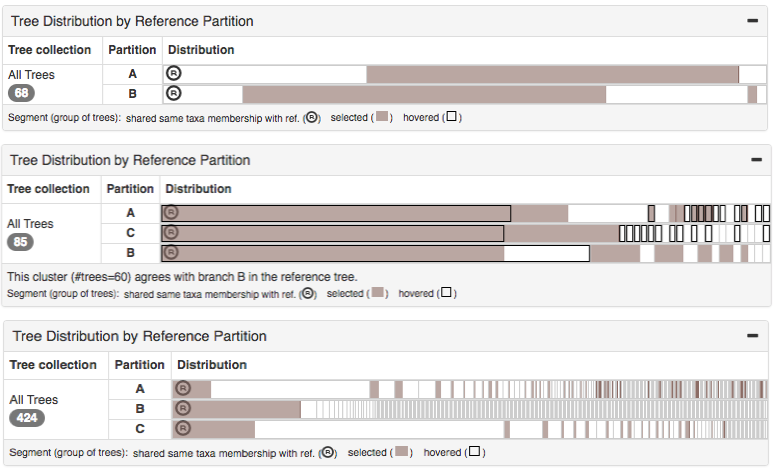 Tree Distribution by Reference Partition
Tree collection Partition Distribution
All Trees
68
A R
B R
Segment (group of trees): shared same taxa membership with ref. (R) selected ( ) hovered ( )
Tree Distribution by Reference Partition
Tree collection Partition Distribution
All Trees
85
A R
C R
B R
This cluster (#trees=60) agrees with branch B in the reference tree.
Segment (group of trees): shared same taxa membership with ref. (R) selected ( ) hovered ( )
Tree Distribution by Reference Partition
Tree collection Partition Distribution
All Trees
424
A R
B R
C R
Segment (group of trees): shared same taxa membership with ref. (R) selected ( ) hovered ( )